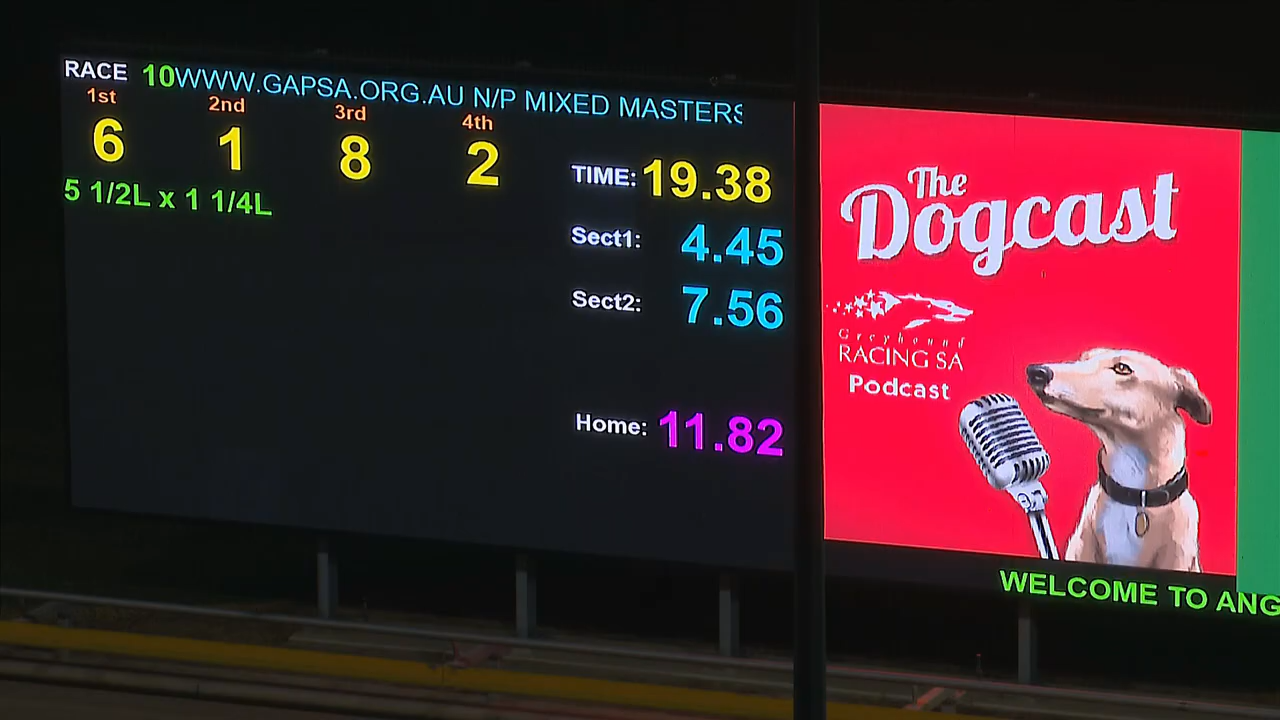 RACE 10WWW.GAPSA.ORG.AU N/P MIXED MASTERS
1st 2nd 3rd 4th
6 1 8 2
5 1/2L x 1 1/4L
TIME: 19.38
Sect1: 4.45
Sect2: 7.56
Home: 11.82
The
Dogcast
Greyhound
RACING SA
Podcast
WELCOME TO ANG